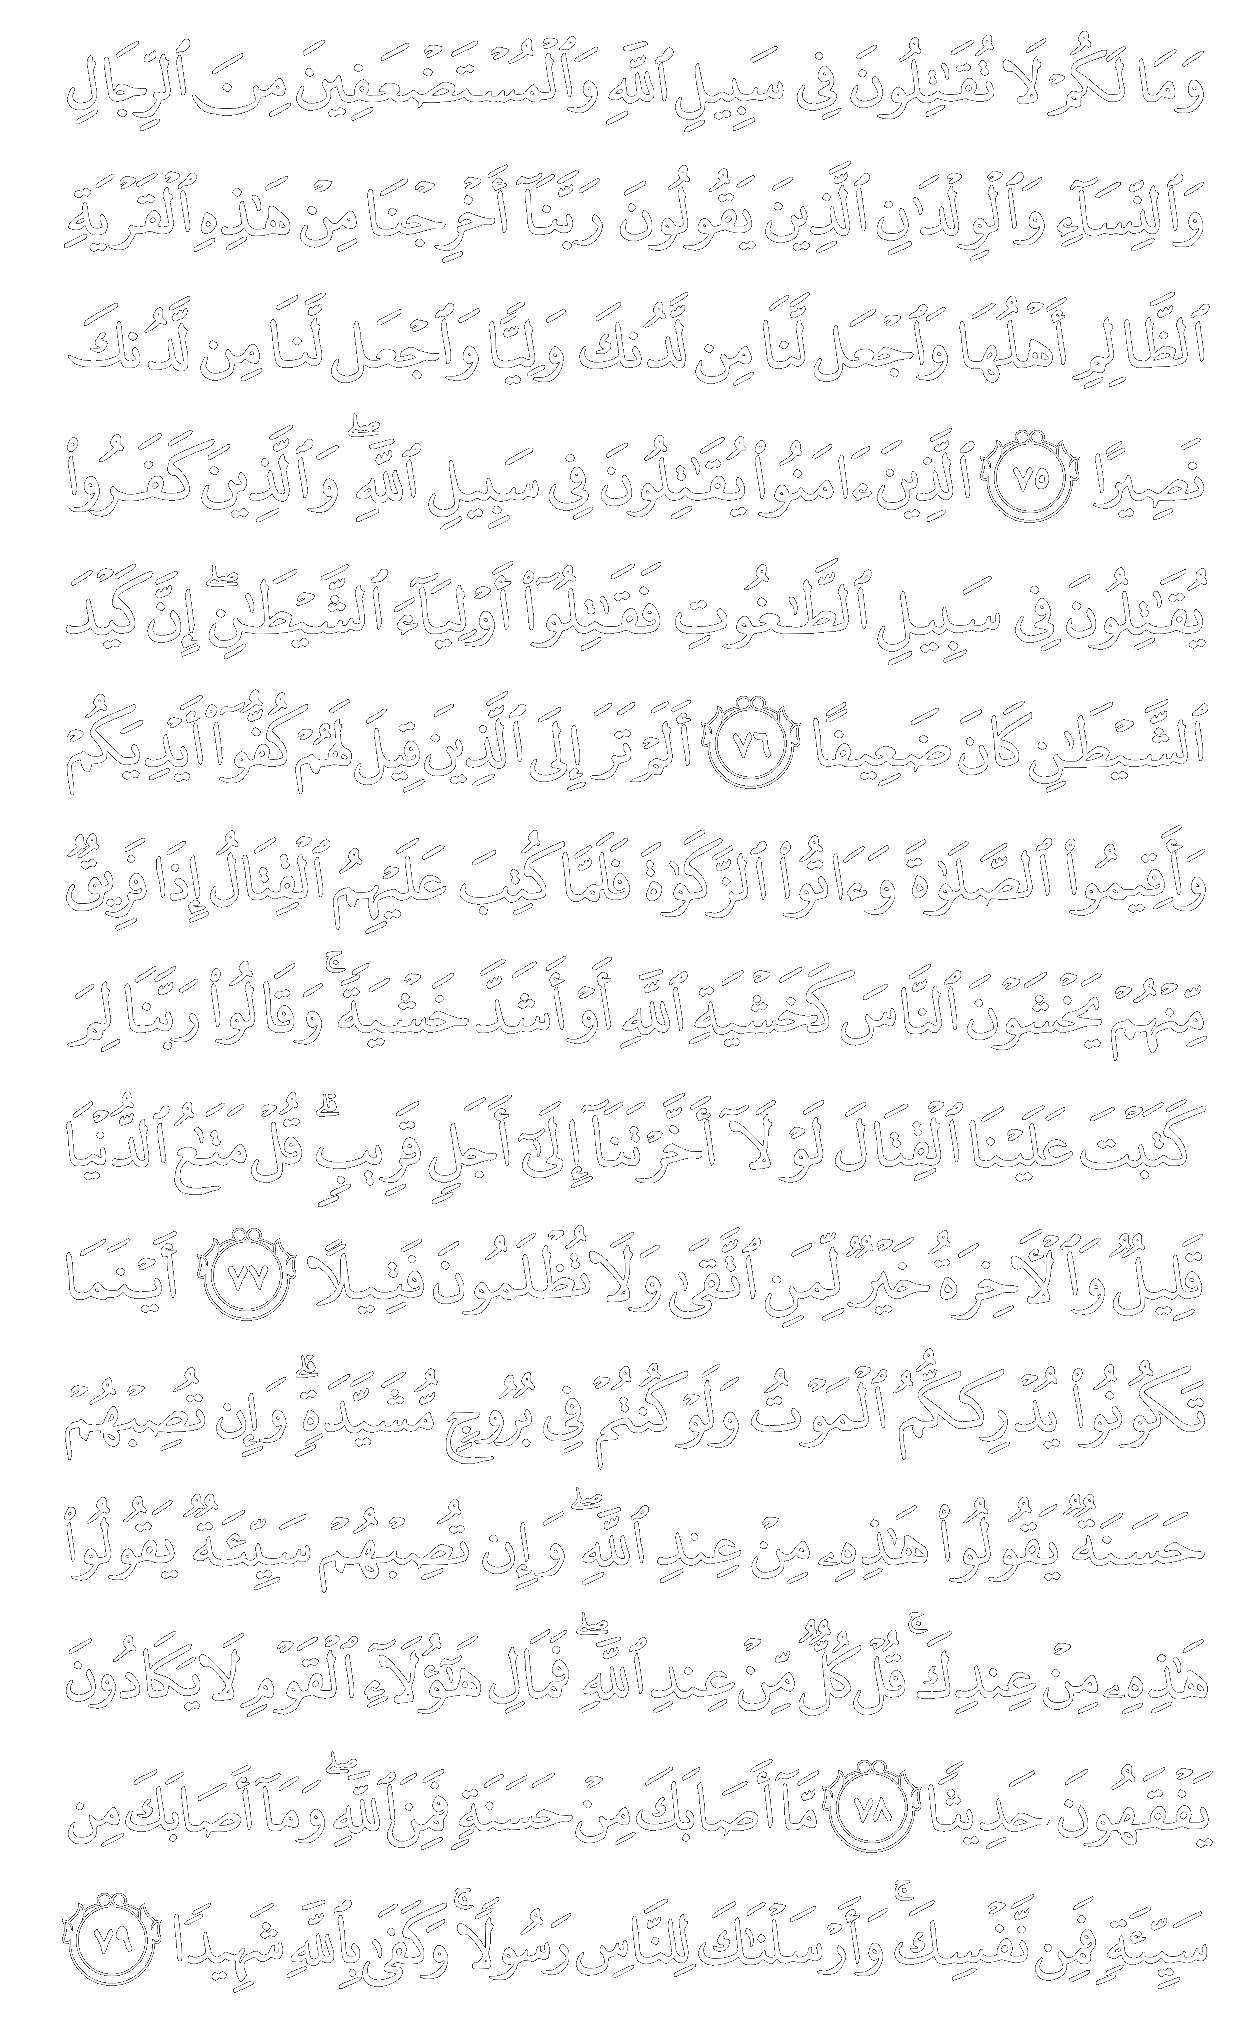 وَمَا لَكُمْ لَا تُقَٰتِلُونَ فِى سَبِيلِ ٱللَّهِ وَٱلْمُسْتَضْعَفِينَ مِنَ ٱلرِّجَالِ
وَٱلنِّسَآءِ وَٱلْوِلْدَٰنِ ٱلَّذِينَ يَقُولُونَ رَبَّنَآ أَخْرِجْنَا مِنْ هَٰذِهِ ٱلْقَرْيَةِ
ٱلظَّالِمِ أَهْلُهَا وَٱجْعَل لَّنَا مِن لَّدُنكَ وَلِيًّا وَٱجْعَل لَّنَا مِن لَّدُنكَ
نَصِيرًا ٧٥ ٱلَّذِينَ ءَامَنُوا۟ يُقَٰتِلُونَ فِى سَبِيلِ ٱللَّهِ ۖ وَٱلَّذِينَ كَفَرُوا۟
يُقَٰتِلُونَ فِى سَبِيلِ ٱلطَّٰغُوتِ فَقَٰتِلُوٓا۟ أَوْلِيَآءَ ٱلشَّيْطَٰنِ ۖ إِنَّ كَيْدَ
ٱلشَّيْطَٰنِ كَانَ ضَعِيفًا ٧٦ أَلَمْ تَرَ إِلَى ٱلَّذِينَ قِيلَ لَهُمْ كُفُّوٓا۟ أَيْدِيَكُمْ
وَأَقِيمُوا۟ ٱلصَّلَوٰةَ وَءَاتُوا۟ ٱلزَّكَوٰةَ فَلَمَّا كُتِبَ عَلَيْهِمُ ٱلْقِتَالُ إِذَا فَرِيقٌ
مِّنْهُمْ يَخْشَوْنَ ٱلنَّاسَ كَخَشْيَةِ ٱللَّهِ أَوْ أَشَدَّ خَشْيَةً ۚ وَقَالُوا۟ رَبَّنَا لِمَ
كَتَبْتَ عَلَيْنَا ٱلْقِتَالَ لَوْلَآ أَخَّرْتَنَآ إِلَىٰٓ أَجَلٍ قَرِيبٍ ۗ قُلْ مَتَٰعُ ٱلدُّنْيَا
قَلِيلٌ وَٱلْـَٔاخِرَةُ خَيْرٌ لِّمَنِ ٱتَّقَىٰ وَلَا تُظْلَمُونَ فَتِيلًا ٧٧ أَيْنَمَا
تَكُونُوا۟ يُدْرِككُّمُ ٱلْمَوْتُ وَلَوْ كُنتُمْ فِى بُرُوجٍ مُّشَيَّدَةٍ ۗ وَإِن تُصِبْهُمْ
حَسَنَةٌ يَقُولُوا۟ هَٰذِهِۦ مِنْ عِندِ ٱللَّهِ ۖ وَإِن تُصِبْهُمْ سَيِّئَةٌ يَقُولُوا۟
هَٰذِهِۦ مِنْ عِندِكَ ۚ قُلْ كُلٌّ مِّنْ عِندِ ٱللَّهِ ۖ فَمَالِ هَٰٓؤُلَآءِ ٱلْقَوْمِ لَا يَكَادُونَ
يَفْقَهُونَ حَدِيثًا ٧٨ مَّآ أَصَابَكَ مِنْ حَسَنَةٍ فَمِنَ ٱللَّهِ ۖ وَمَآ أَصَابَكَ مِن
سَيِّئَةٍ فَمِن نَّفْسِكَ ۚ وَأَرْسَلْنَٰكَ لِلنَّاسِ رَسُولًا ۚ وَكَفَىٰ بِٱللَّهِ شَهِيدًا ٧٩